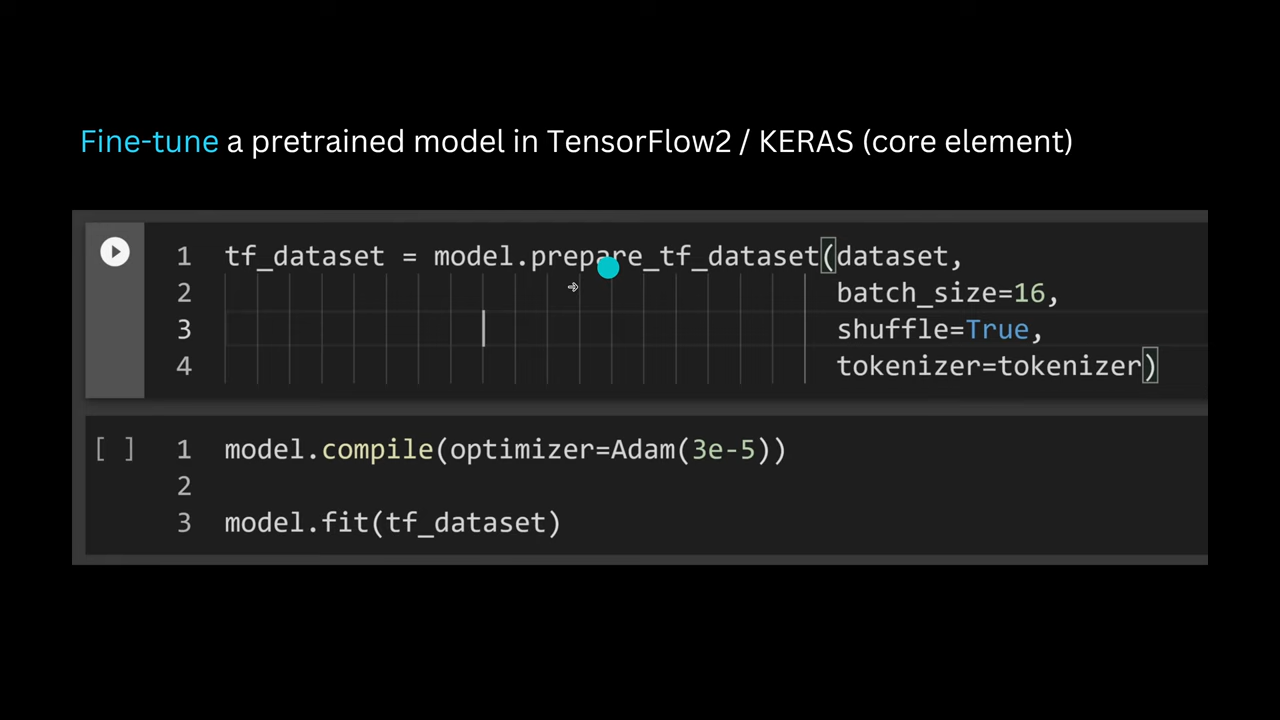 Fine-tune a pretrained model in TensorFlow2 / KERAS (core element)
1 tf_dataset = model.prepare_tf_dataset(dataset,
2 batch_size=16,
3 shuffle=True,
4 tokenizer=tokenizer)
[ ] 1 model.compile(optimizer=Adam(3e-5))
2
3 model.fit(tf_dataset)